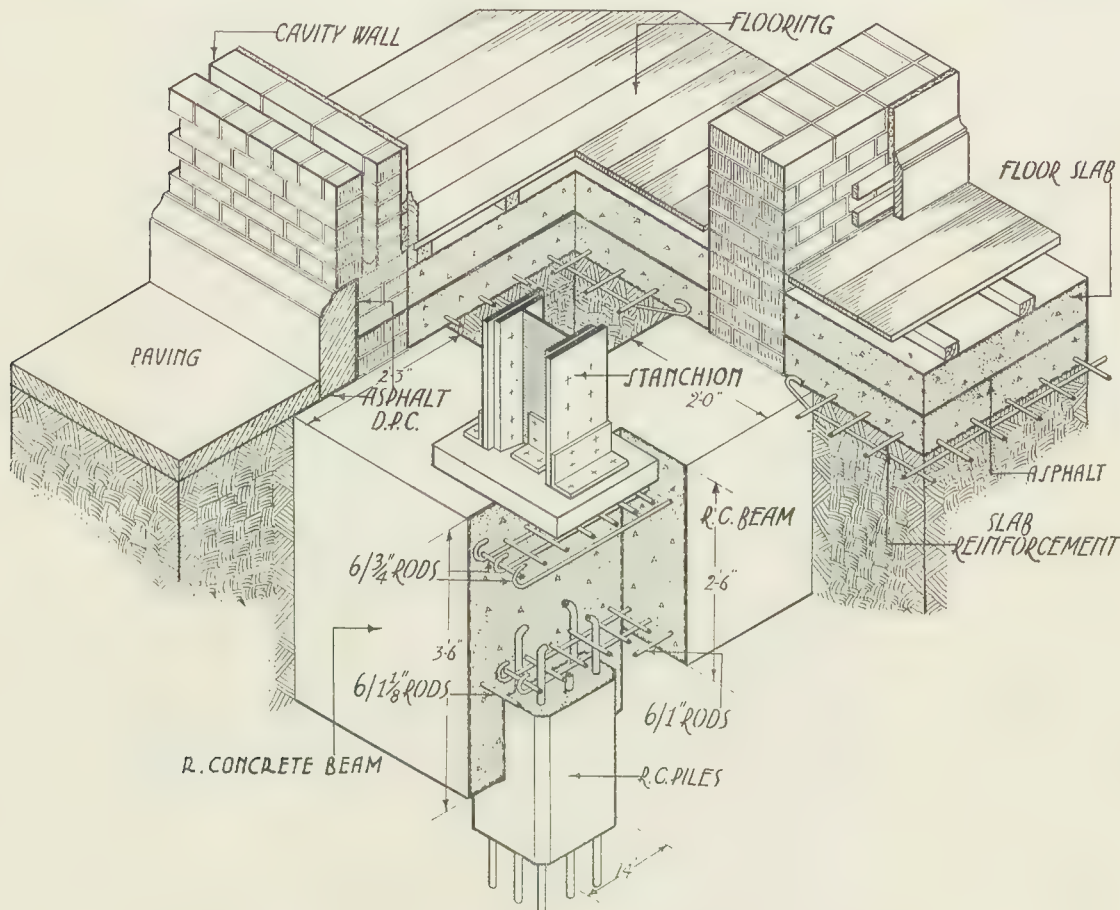 CAVITY WALL
FLOORING
FLOOR SLAB
PAVING
2'-3"
ASPHALT
D.P.C.
STANCHION
2'-0"
ASPHALT
R.C. BEAM
SLAB
REINFORCEMENT
6/3/4" RODS
2'-6"
3'-6"
6/1 1/8" RODS
6/1" RODS
R. CONCRETE BEAM
R.C. PILES
14"